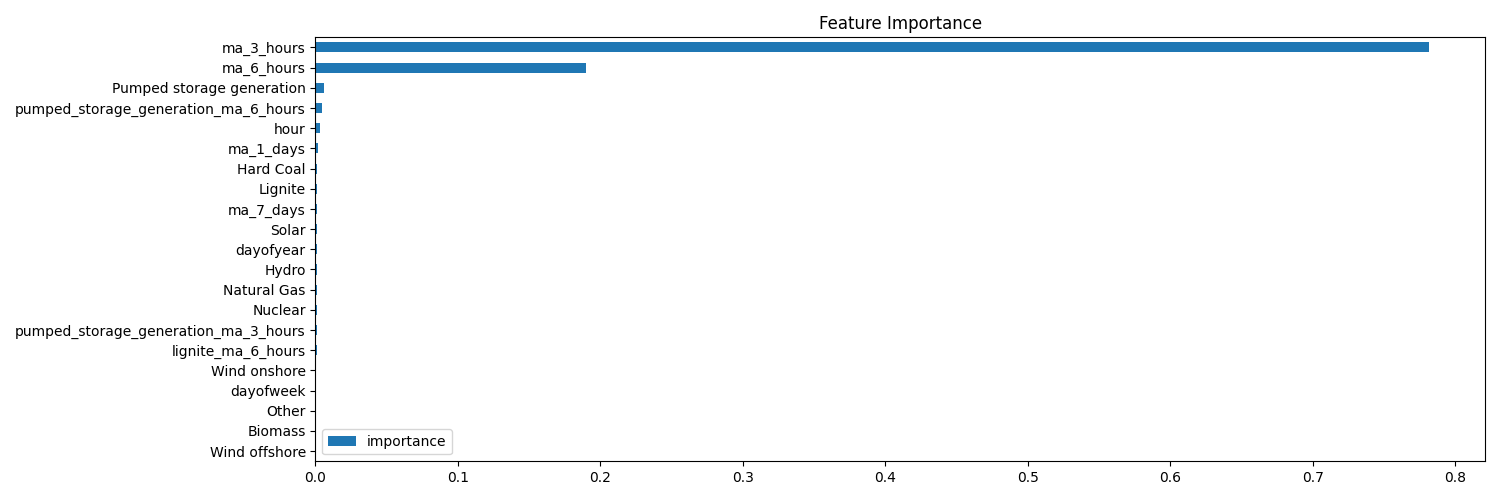 Feature Importance
ma_3_hours
ma_6_hours
Pumped storage generation
pumped_storage_generation_ma_6_hours
hour
ma_1_days
Hard Coal
Lignite
ma_7_days
Solar
dayofyear
Hydro
Natural Gas
Nuclear
pumped_storage_generation_ma_3_hours
lignite_ma_6_hours
Wind onshore
dayofweek
Other
Biomass
Wind offshore
importance
0.0 0.1 0.2 0.3 0.4 0.5 0.6 0.7 0.8